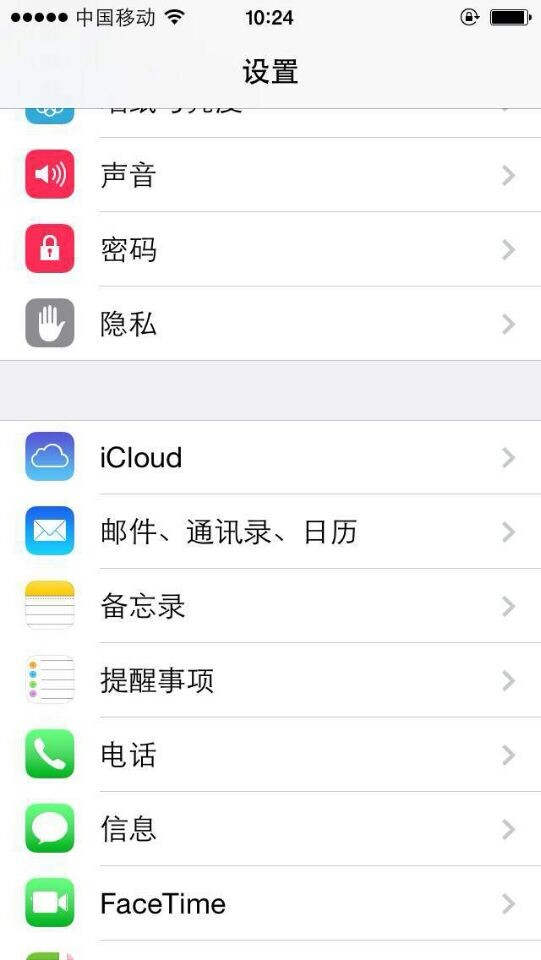 中国移动
10:24
设置
声音
密码
隐私
iCloud
邮件、通讯录、日历
备忘录
提醒事项
电话
信息
FaceTime